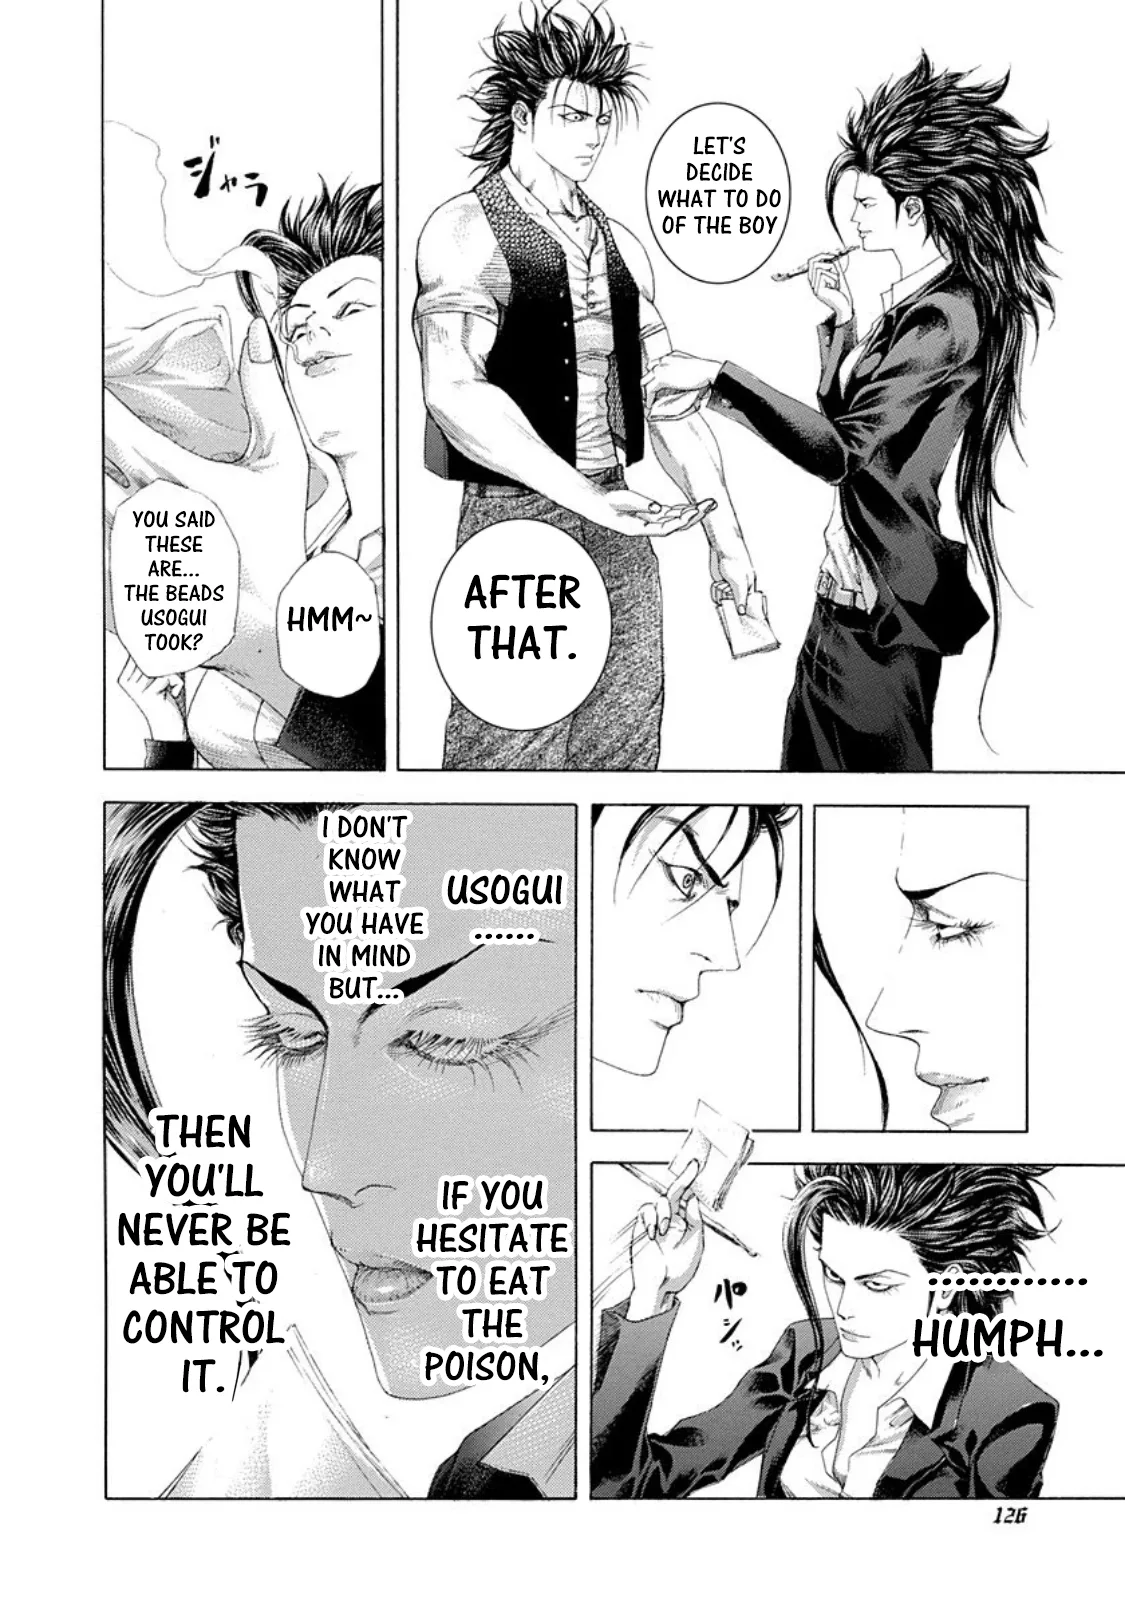 LET'S
DECIDE
WHAT TO DO
OF THE BOY
AFTER
THAT.
ジャラ
HMM~
YOU SAID
THESE
ARE...
THE BEADS
USOGUI
TOOK?
............
HUMPH...
USOGUI
......
I DON'T
KNOW
WHAT
YOU HAVE
IN MIND
BUT...
IF YOU
HESITATE
TO EAT
THE
POISON,
THEN
YOU'LL
NEVER BE
ABLE TO
CONTROL
IT.
126